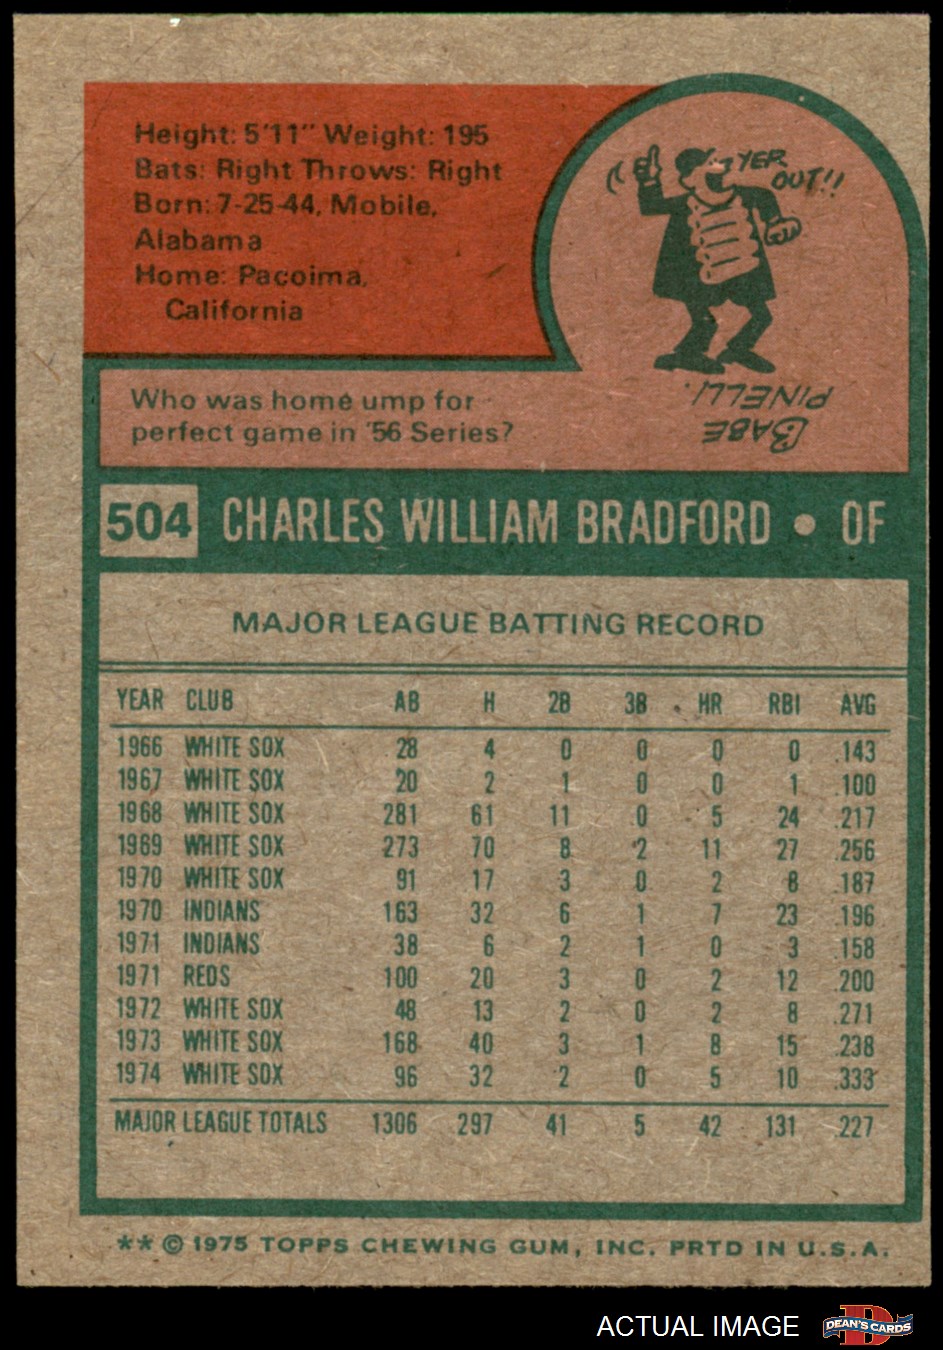 Height: 5'11" Weight: 195
Bats: Right Throws: Right
Born: 7-25-44, Mobile,
Alabama
Home: Pacoima,
California
YER
OUT!!
Who was home ump for
perfect game in '56 Series?
BABE
PINELLI.
504 CHARLES WILLIAM BRADFORD • OF
MAJOR LEAGUE BATTING RECORD
YEAR CLUB AB H 2B 3B HR RBI AVG
1966 WHITE SOX 28 4 0 0 0 0 .143
1967 WHITE SOX 20 2 1 0 0 1 .100
1968 WHITE SOX 281 61 11 0 5 24 .217
1969 WHITE SOX 273 70 8 2 11 27 .256
1970 WHITE SOX 91 17 3 0 2 8 .187
1970 INDIANS 163 32 6 1 7 23 .196
1971 INDIANS 38 6 2 1 0 3 .158
1971 REDS 100 20 3 0 2 12 .200
1972 WHITE SOX 48 13 2 0 2 8 .271
1973 WHITE SOX 168 40 3 1 8 15 .238
1974 WHITE SOX 96 32 2 0 5 10 .333
MAJOR LEAGUE TOTALS 1306 297 41 5 42 131 .227
** © 1975 TOPPS CHEWING GUM, INC. PRTD IN U.S.A.
ACTUAL IMAGE
D
DEAN'S CARDS